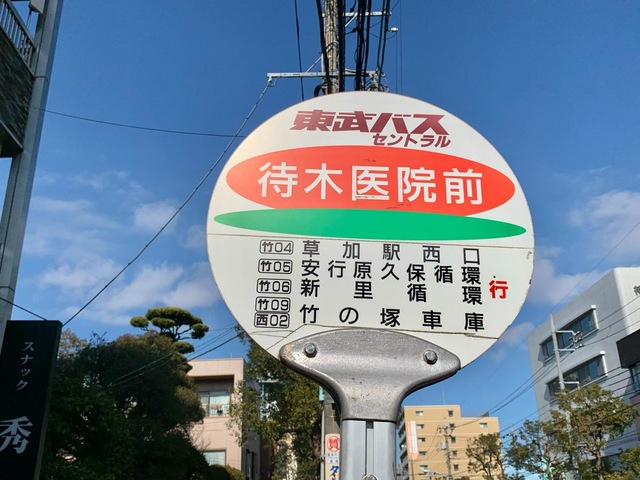 東武バス
セントラル
待木医院前
竹04 草加駅西口
竹05 安行原久保循環
竹06 新里循環
行
竹09
西02 竹の塚車庫
スナック
秀